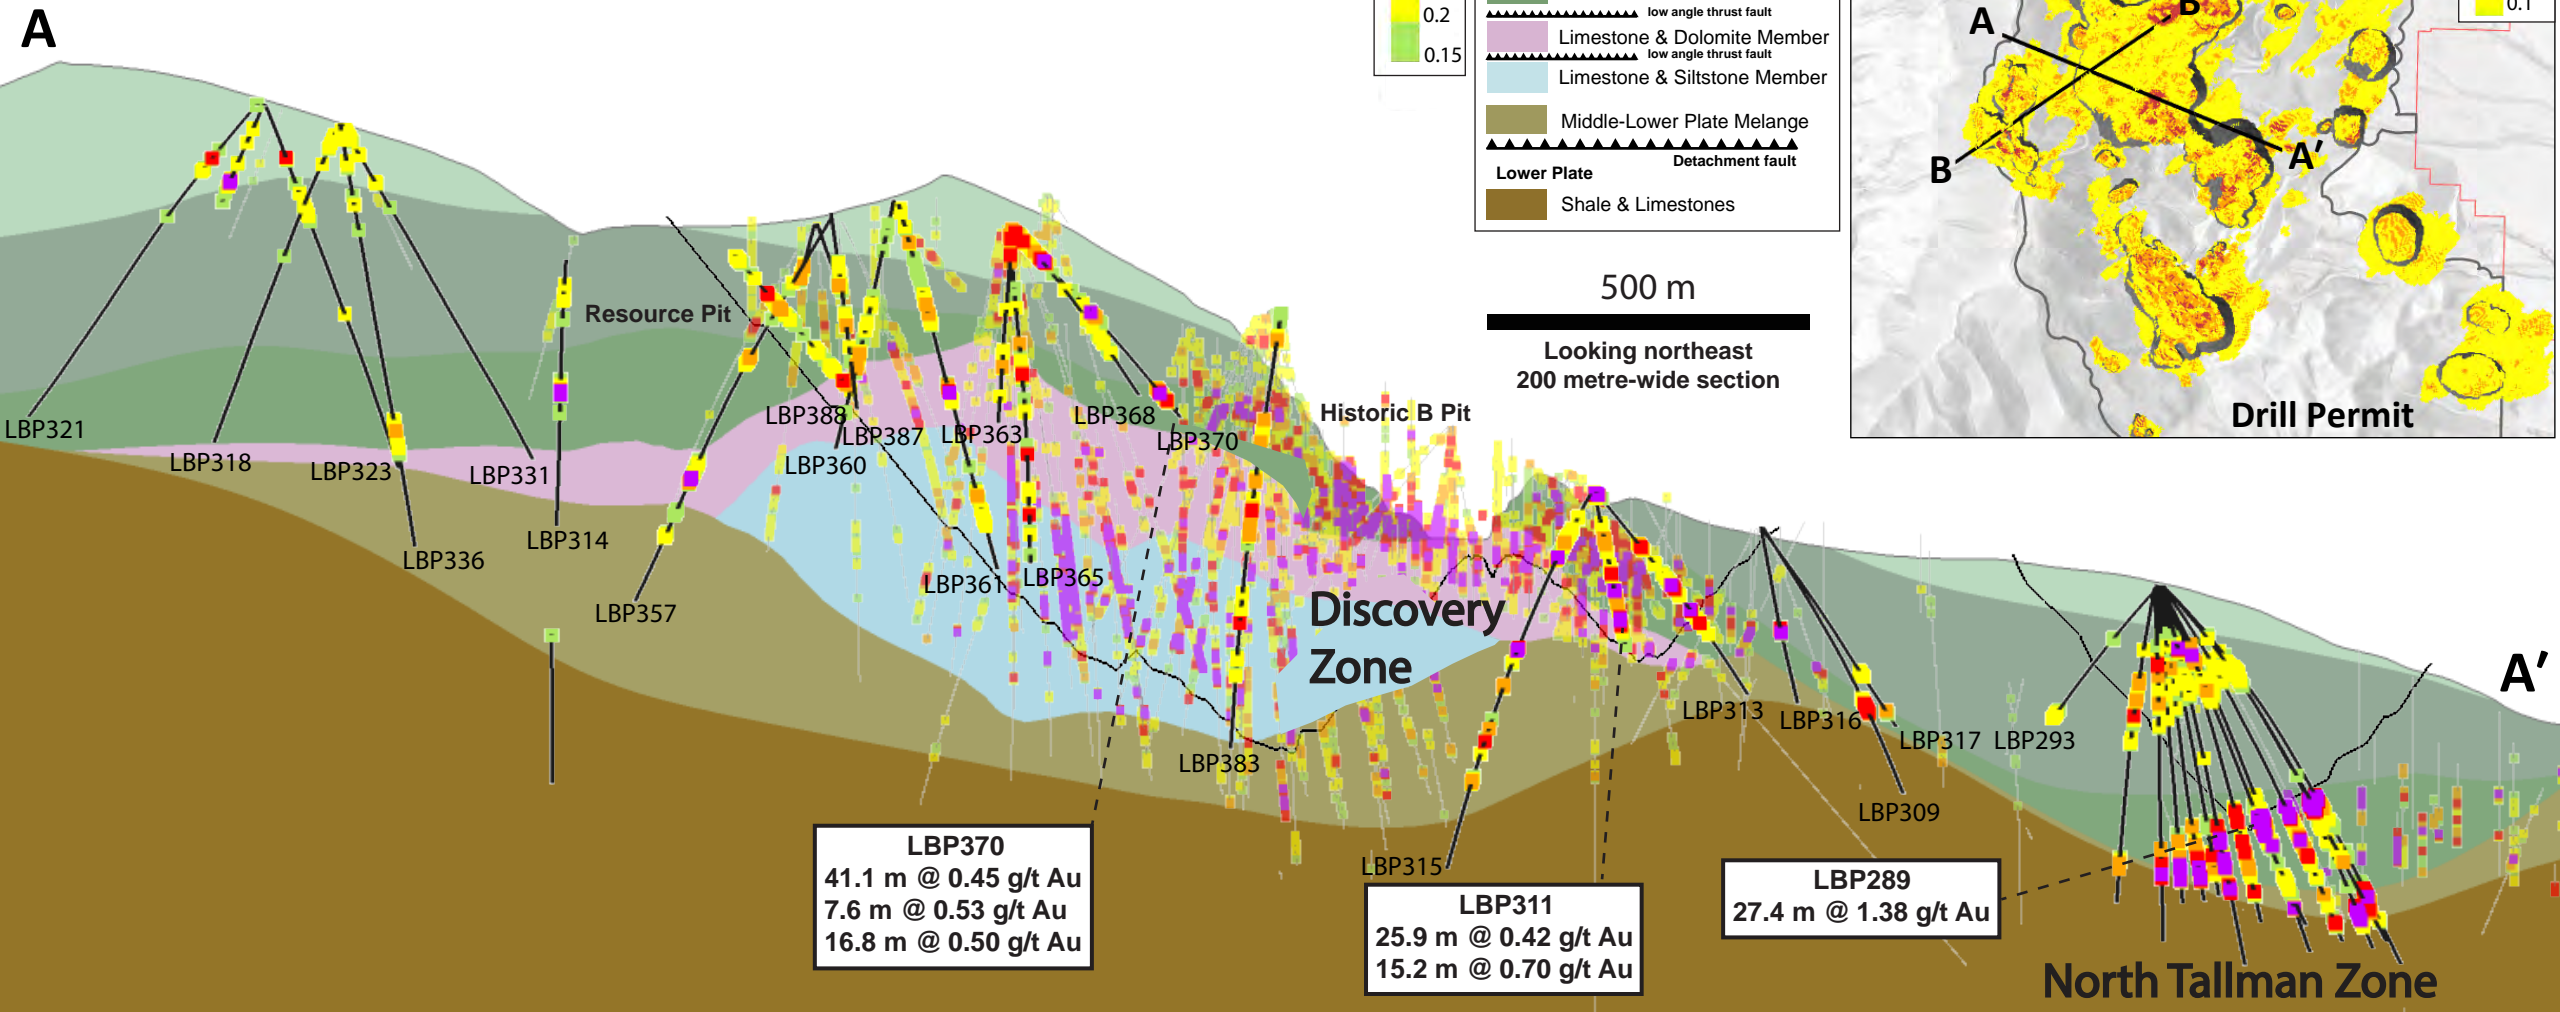 A
0.2
0.15
low angle thrust fault
Limestone & Dolomite Member
low angle thrust fault
Limestone & Siltstone Member
Middle-Lower Plate Melange
Detachment fault
Lower Plate
Shale & Limestones
500 m
Looking northeast
200 metre-wide section
A
B
B
A'
0.1
Drill Permit
Resource Pit
Historic B Pit
LBP321
LBP318
LBP323
LBP331
LBP336
LBP314
LBP357
LBP388
LBP387
LBP360
LBP363
LBP368
LBP370
LBP361
LBP365
Discovery
Zone
LBP383
LBP315
LBP313
LBP316
LBP317
LBP293
LBP309
A'
LBP370
41.1 m @ 0.45 g/t Au
7.6 m @ 0.53 g/t Au
16.8 m @ 0.50 g/t Au
LBP311
25.9 m @ 0.42 g/t Au
15.2 m @ 0.70 g/t Au
LBP289
27.4 m @ 1.38 g/t Au
North Tallman Zone